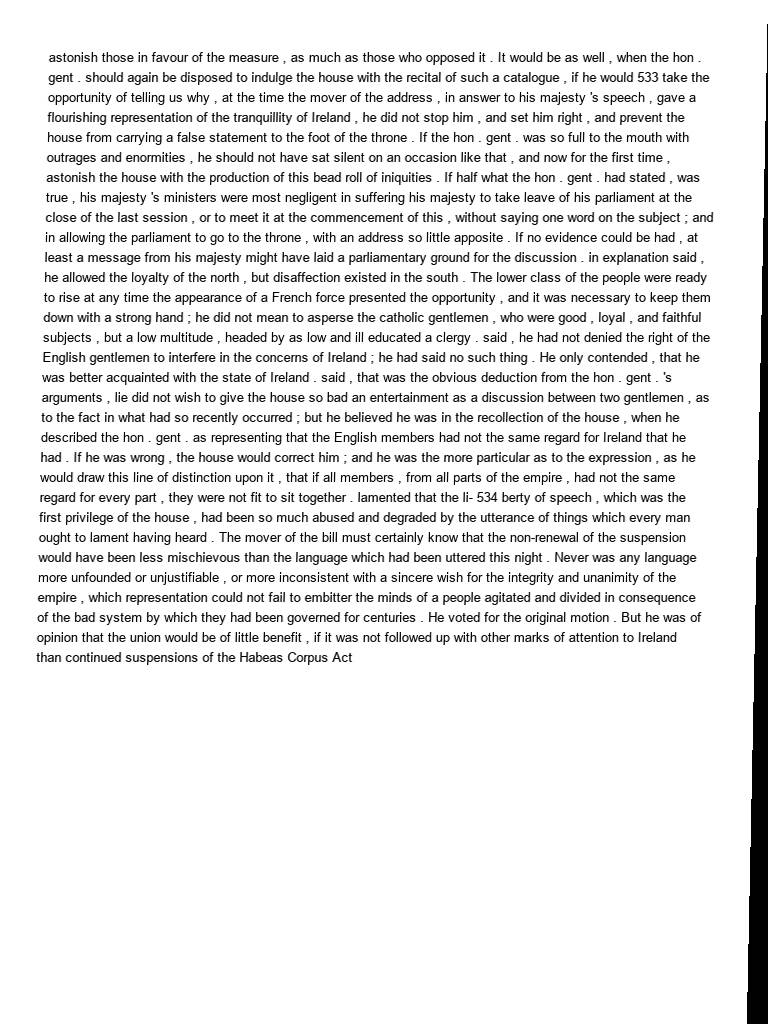 astonish those in favour of the measure , as much as those who opposed it . It would be as well , when the hon .
gent . should again be disposed to indulge the house with the recital of such a catalogue , if he would 533 take the
opportunity of telling us why , at the time the mover of the address , in answer to his majesty 's speech , gave a
flourishing representation of the tranquillity of Ireland , he did not stop him , and set him right , and prevent the
house from carrying a false statement to the foot of the throne . If the hon . gent . was so full to the mouth with
outrages and enormities , he should not have sat silent on an occasion like that , and now for the first time ,
astonish the house with the production of this bead roll of iniquities . If half what the hon . gent . had stated , was
true , his majesty 's ministers were most negligent in suffering his majesty to take leave of his parliament at the
close of the last session , or to meet it at the commencement of this , without saying one word on the subject ; and
in allowing the parliament to go to the throne , with an address so little apposite . If no evidence could be had , at
least a message from his majesty might have laid a parliamentary ground for the discussion . in explanation said ,
he allowed the loyalty of the north , but disaffection existed in the south . The lower class of the people were ready
to rise at any time the appearance of a French force presented the opportunity , and it was necessary to keep them
down with a strong hand ; he did not mean to asperse the catholic gentlemen , who were good , loyal , and faithful
subjects , but a low multitude , headed by as low and ill educated a clergy . said , he had not denied the right of the
English gentlemen to interfere in the concerns of Ireland ; he had said no such thing . He only contended , that he
was better acquainted with the state of Ireland . said , that was the obvious deduction from the hon . gent . 's
arguments , lie did not wish to give the house so bad an entertainment as a discussion between two gentlemen , as
to the fact in what had so recently occurred ; but he believed he was in the recollection of the house , when he
described the hon . gent . as representing that the English members had not the same regard for Ireland that he
had . If he was wrong , the house would correct him ; and he was the more particular as to the expression , as he
would draw this line of distinction upon it , that if all members , from all parts of the empire , had not the same
regard for every part , they were not fit to sit together . lamented that the li- 534 berty of speech , which was the
first privilege of the house , had been so much abused and degraded by the utterance of things which every man
ought to lament having heard . The mover of the bill must certainly know that the non-renewal of the suspension
would have been less mischievous than the language which had been uttered this night . Never was any language
more unfounded or unjustifiable , or more inconsistent with a sincere wish for the integrity and unanimity of the
empire , which representation could not fail to embitter the minds of a people agitated and divided in consequence
of the bad system by which they had been governed for centuries . He voted for the original motion . But he was of
opinion that the union would be of little benefit , if it was not followed up with other marks of attention to Ireland
than continued suspensions of the Habeas Corpus Act